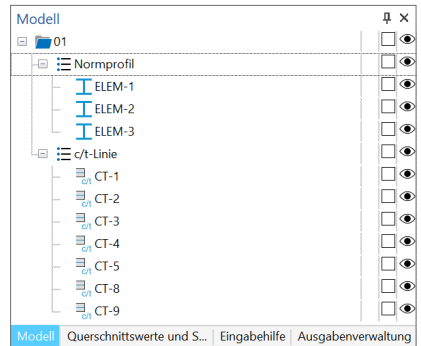 Modell
01
Normprofil
ELEM-1
ELEM-2
ELEM-3
c/t-Linie
c/t CT-1
c/t CT-2
c/t CT-3
c/t CT-4
c/t CT-5
c/t CT-8
c/t CT-9
Modell Querschnittswerte und S... Eingabehilfe Ausgabenverwaltung